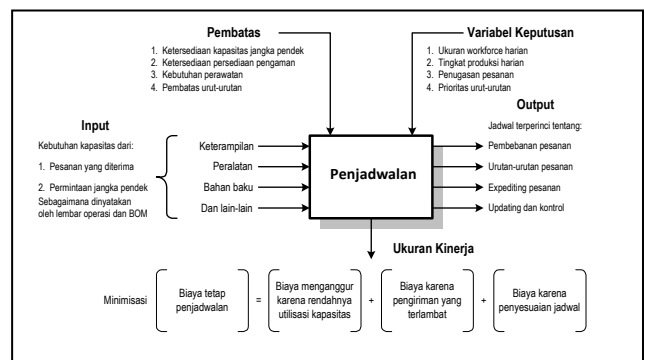 Pembatas
1. Ketersediaan kapasitas jangka pendek
2. Ketersediaan persediaan pengaman
3. Kebutuhan perawatan
4. Pembatas urut-urutan
Variabel Keputusan
1. Ukuran workforce harian
2. Tingkat produksi harian
3. Penugasan pesanan
4. Prioritas urut-urutan
Input
Kebutuhan kapasitas dari:
1. Pesanan yang diterima
2. Permintaan jangka pendek
Sebagaimana dinyatakan
oleh lembar operasi dan BOM
Keterampilan
Peralatan
Bahan baku
Dan lain-lain
Penjadwalan
Output
Jadwal terperinci tentang:
Pembebanan pesanan
Urutan-urutan pesanan
Expediting pesanan
Updating dan kontrol
Ukuran Kinerja
Minimisasi
Biaya tetap
penjadwalan
=
Biaya menganggur
karena rendahnya
utilisasi kapasitas
+
Biaya karena
pengiriman yang
terlambat
+
Biaya karena
penyesuaian jadwal